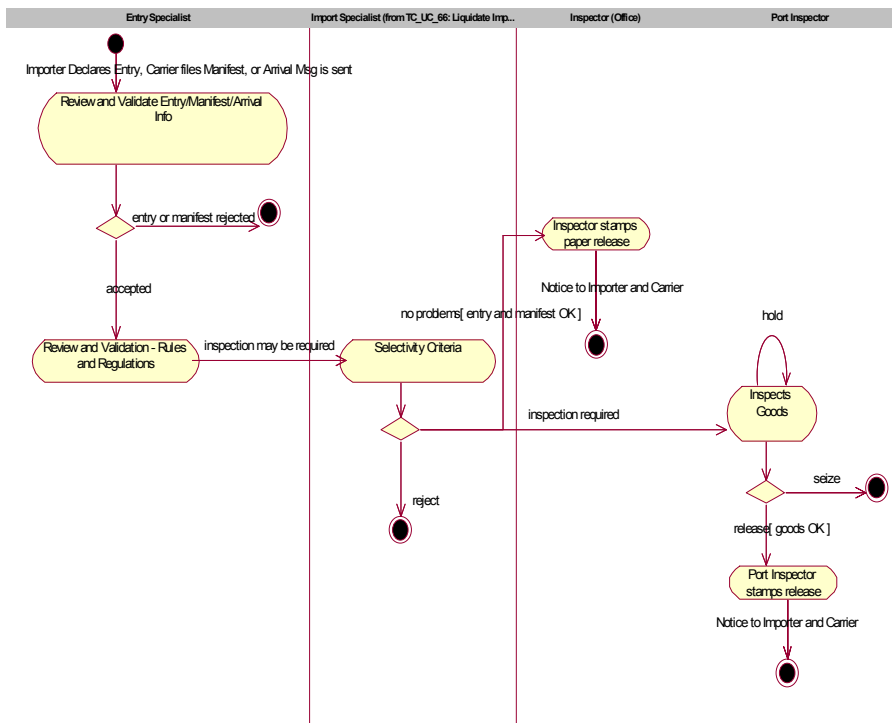 Entry Specialist
Import Specialist (from TC_UC_66: Liquidate Imp...
Inspector (Office)
Port Inspector
Importer Declares Entry, Carrier files Manifest, or Arrival Msg is sent
Review and Validate Entry/Manifest/Arrival
Info
entry or manifest rejected
Inspector stamps
paper release
accepted
Notice to Importer and Carrier
no problems[ entry and manifest OK ]
hold
Review and Validation - Rules
and Regulations
inspection may be required
Selectivity Criteria
Inspects
Goods
inspection required
seize
reject
release[ goods OK ]
Port Inspector
stamps release
Notice to Importer and Carrier